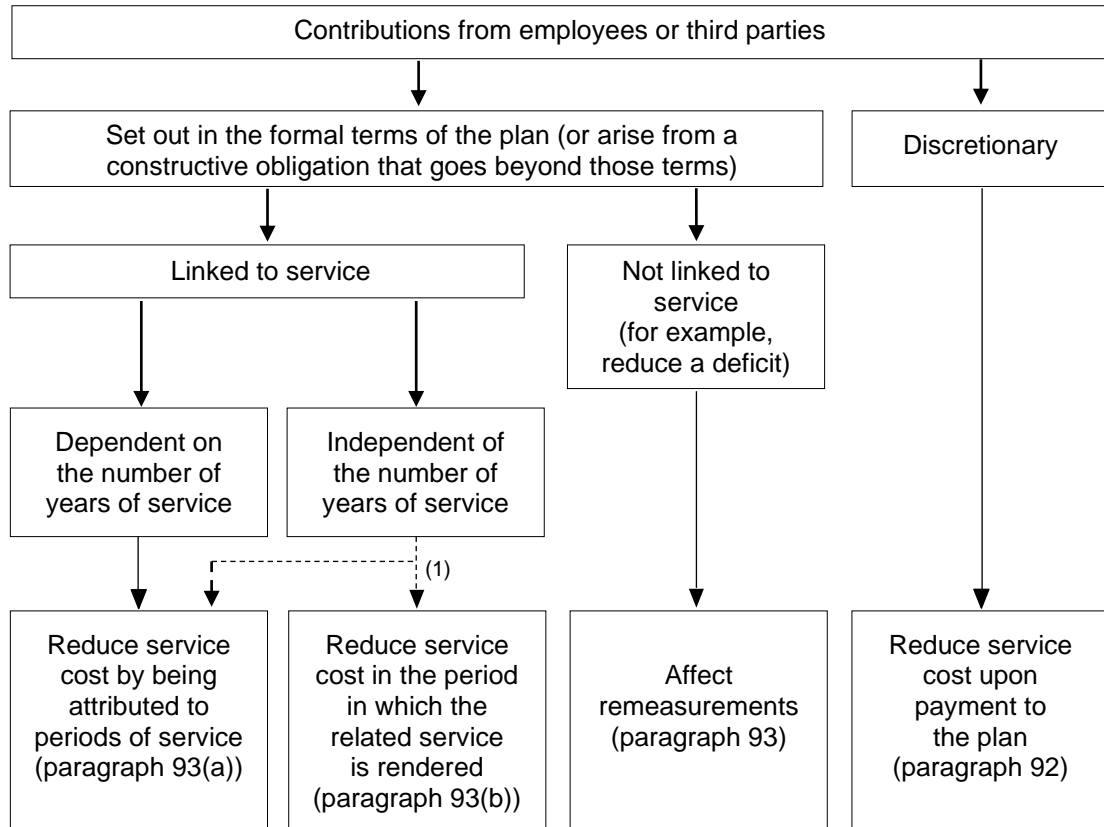 Contributions from employees or third parties
Set out in the formal terms of the plan (or arise from a
constructive obligation that goes beyond those terms)
Discretionary
Linked to service
Not linked to
service
(for example,
reduce a deficit)
Dependent on
the number of
years of service
Independent of
the number of
years of service
(1)
Reduce service
cost by being
attributed to
periods of service
(paragraph 93(a))
Reduce service
cost in the period
in which the
related service
is rendered
(paragraph 93(b))
Affect
remeasurements
(paragraph 93)
Reduce service
cost upon
payment to
the plan
(paragraph 92)